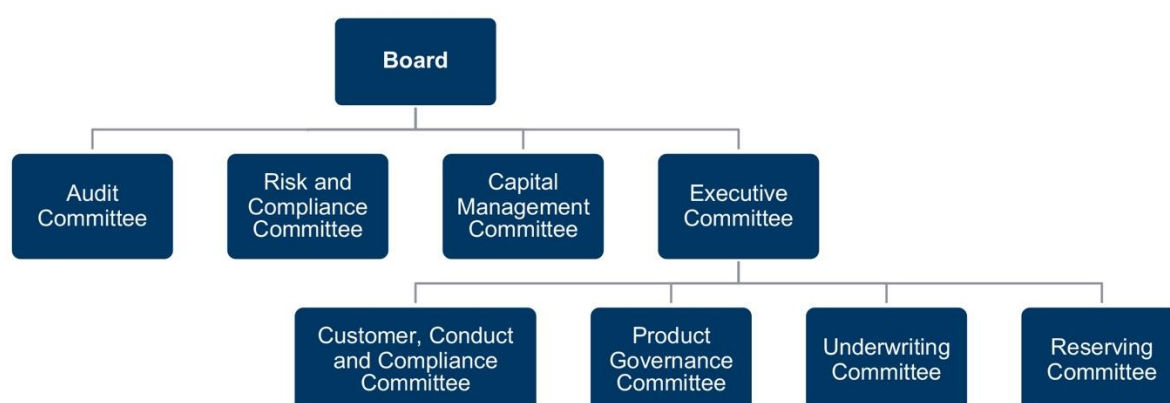 Board
Audit
Committee
Risk and
Compliance
Committee
Capital
Management
Committee
Executive
Committee
Customer, Conduct
and Compliance
Committee
Product
Governance
Committee
Underwriting
Committee
Reserving
Committee